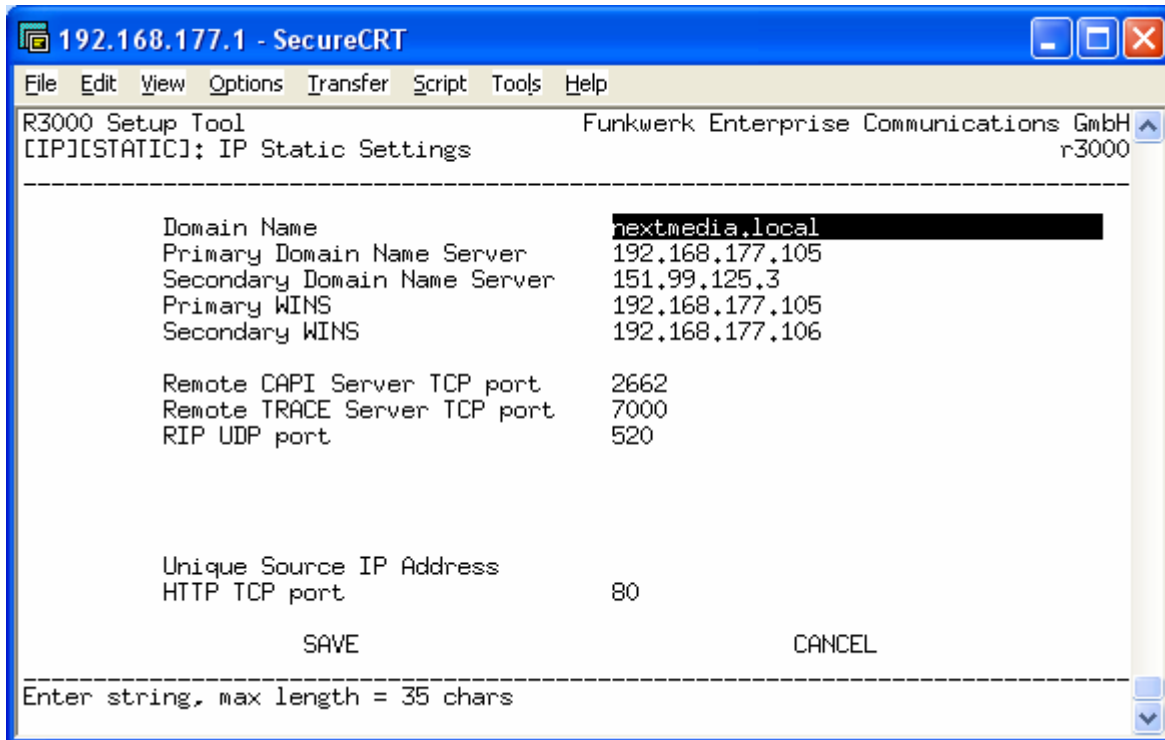 192.168.177.1 - SecureCRT
File Edit View Options Transfer Script Tools Help
R3000 Setup Tool Funkwerk Enterprise Communications GmbH
[IP][STATIC]: IP Static Settings r3000
Domain Name nextmedia.local
Primary Domain Name Server 192.168.177.105
Secondary Domain Name Server 151.99.125.3
Primary WINS 192.168.177.105
Secondary WINS 192.168.177.106
Remote CAPI Server TCP port 2662
Remote TRACE Server TCP port 7000
RIP UDP port 520
Unique Source IP Address
HTTP TCP port 80
SAVE CANCEL
Enter string, max length = 35 chars